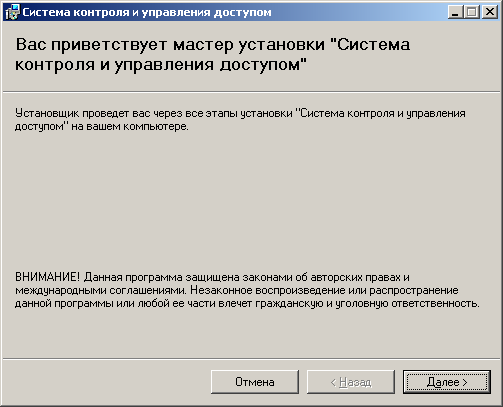 Система контроля и управления доступом
Вас приветствует мастер установки "Система
контроля и управления доступом"
Установщик проведет вас через все этапы установки "Система контроля и управления
доступом" на вашем компьютере.
ВНИМАНИЕ! Данная программа защищена законами об авторских правах и
международными соглашениями. Незаконное воспроизведение или распространение
данной программы или любой ее части влечет гражданскую и уголовную ответственность.
Отмена
< Назад
Далее >